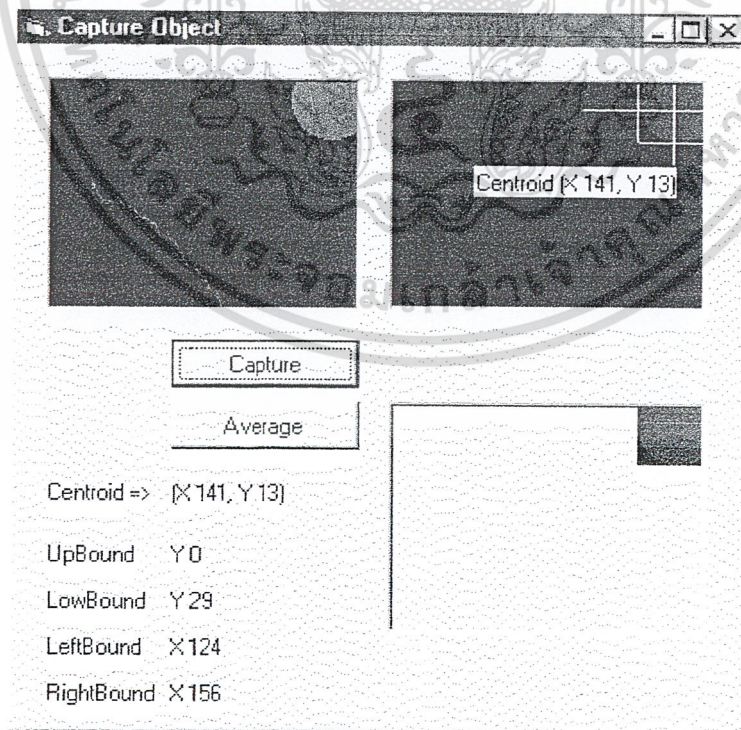 Capture Object
Centroid (X 141, Y 13)
Capture
Average
Centroid => (X 141, Y 13)
UpBound Y 0
LowBound Y 29
LeftBound X 124
RightBound X 156